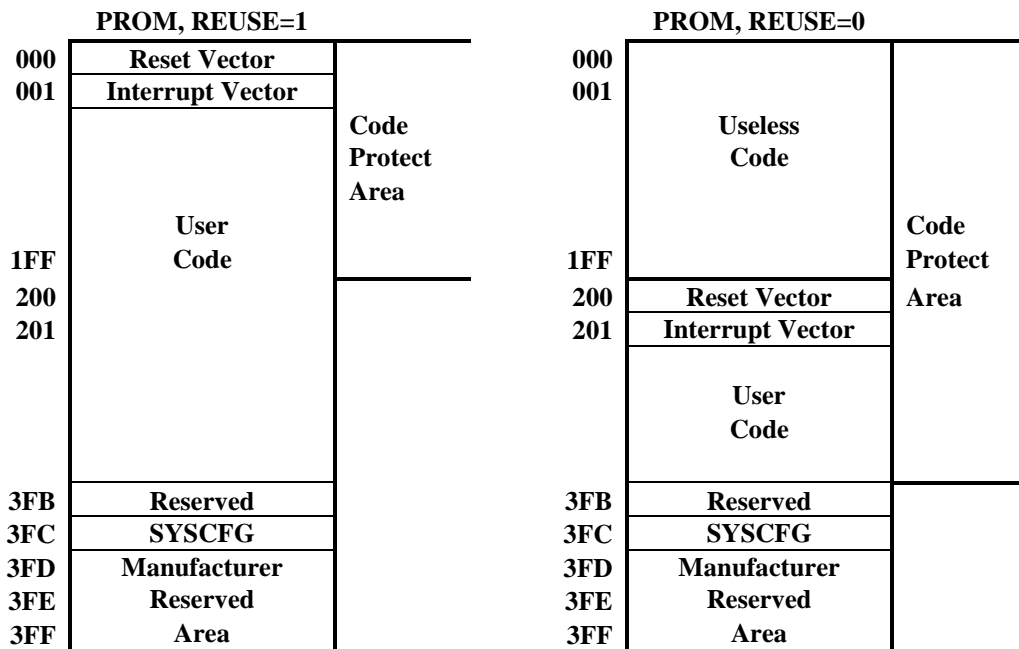 PROM, REUSE=1
000 Reset Vector
001 Interrupt Vector
Code
Protect
Area
User
1FF Code
200
201
3FB Reserved
3FC SYSCFG
3FD Manufacturer
3FE Reserved
3FF Area
PROM, REUSE=0
000
001
Useless
Code
Code
1FF Protect
200 Reset Vector Area
201 Interrupt Vector
User
Code
3FB Reserved
3FC SYSCFG
3FD Manufacturer
3FE Reserved
3FF Area